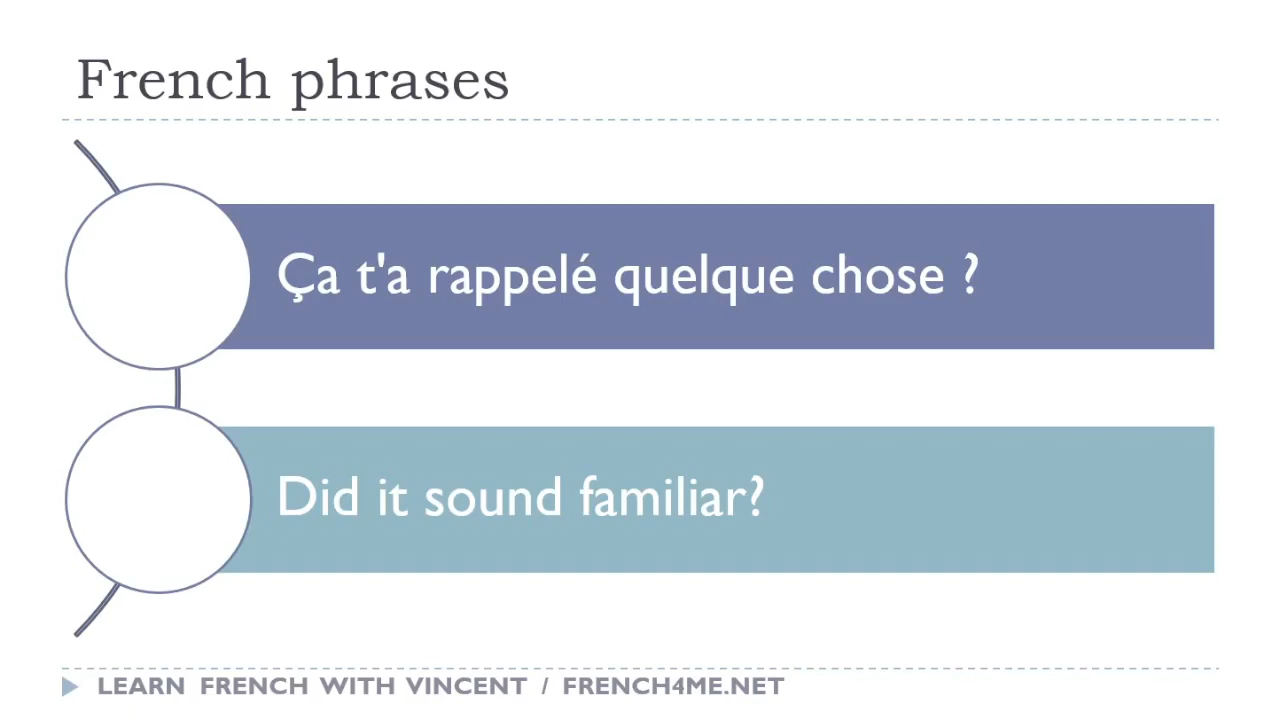 French phrases
Ça t'a rappelé quelque chose ?
Did it sound familiar?
LEARN FRENCH WITH VINCENT / FRENCH4ME.NET